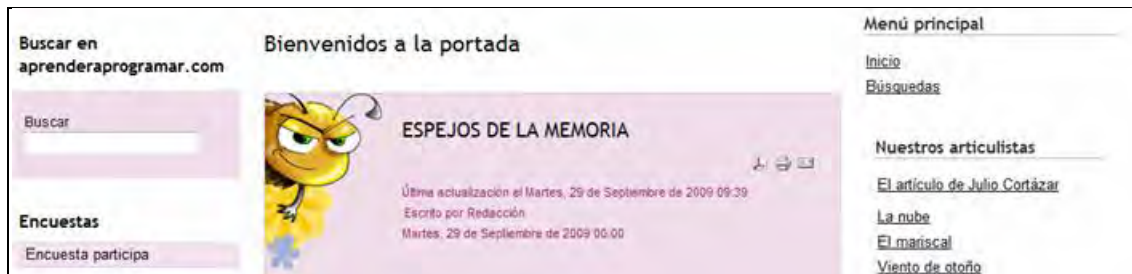 Buscar en
aprenderaprogramar.com
Buscar
Encuestas
Encuesta participa
Bienvenidos a la portada
ESPEJOS DE LA MEMORIA
Última actualización el Martes, 29 de Septiembre de 2009 09:39
Escrito por Redacción
Martes, 29 de Septiembre de 2009 00:00
Menú principal
Inicio
Búsquedas
Nuestros articulistas
El artículo de Julio Cortázar
La nube
El mariscal
Viento de otoño